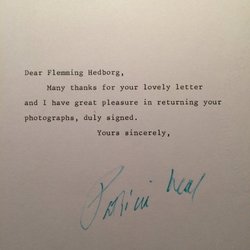 Dear Flemming Hedborg,
Many thanks for your lovely letter
and I have great pleasure in returning your
photographs, duly signed.
Yours sincerely,
Patricia Neal